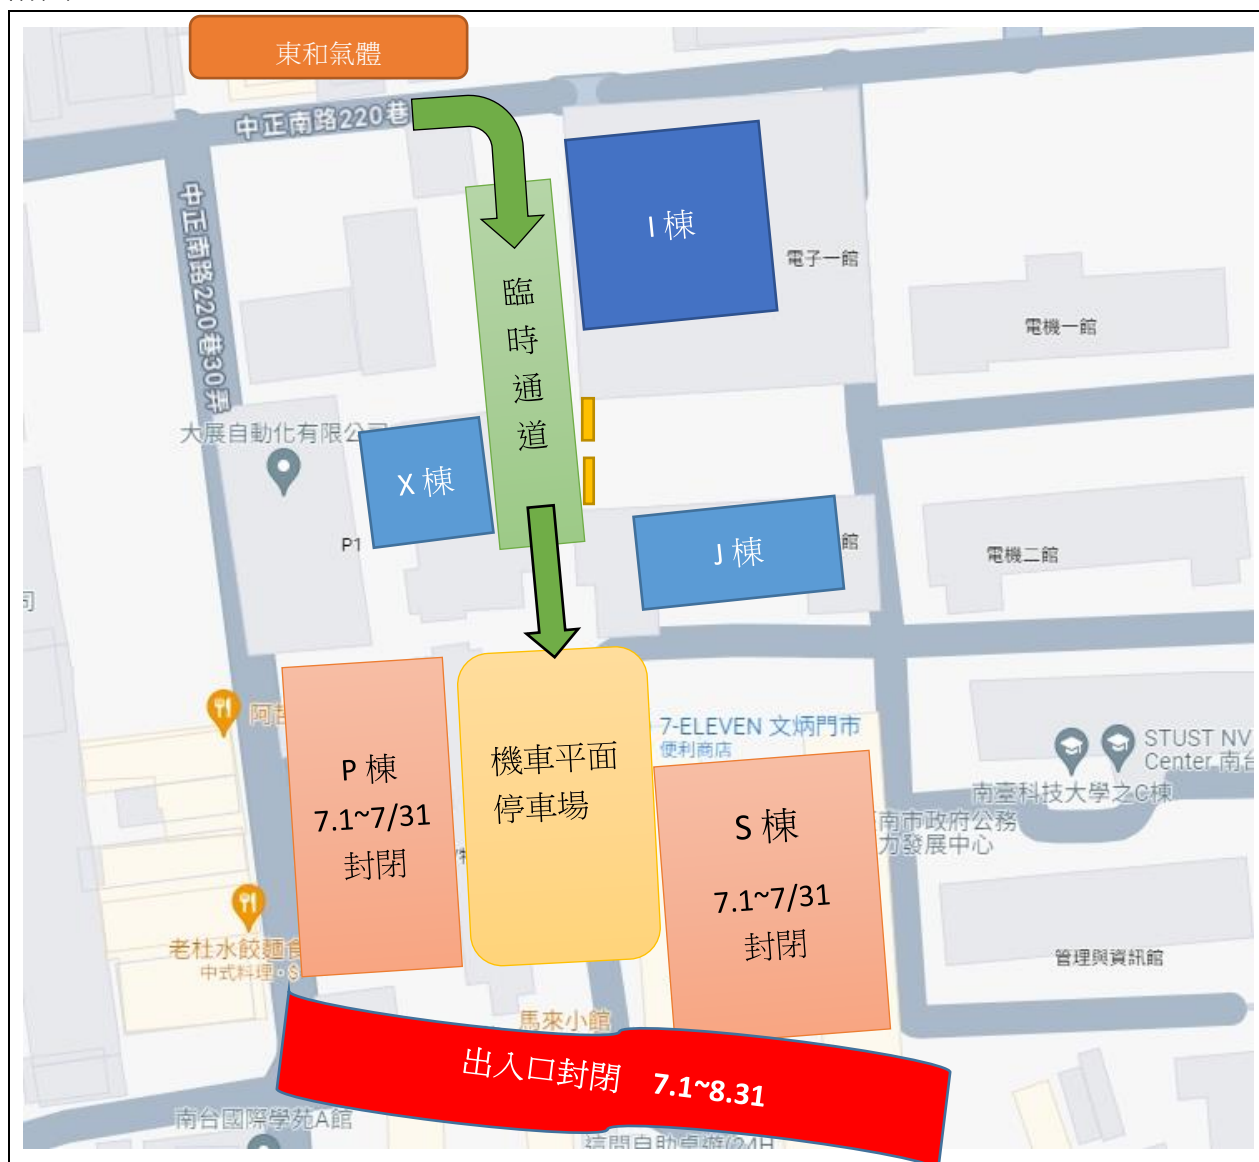 東和氣體
中正南路220巷
中正南路220巷30弄
I 棟
電子一館
臨時通道
電機一館
大展自動化有限公司
X 棟
P1
J 棟
館
電機二館
7-ELEVEN 文炳門市
便利商店
STUST NV
Center 南台
南臺科技大學之C棟
P 棟
7.1~7/31
封閉
機車平面
停車場
S 棟
7.1~7/31
封閉
南市政府公務
力發展中心
老杜水餃麵食
中式料理・$
管理與資訊館
馬來小館
出入口封閉 7.1~8.31
南台國際學苑A館